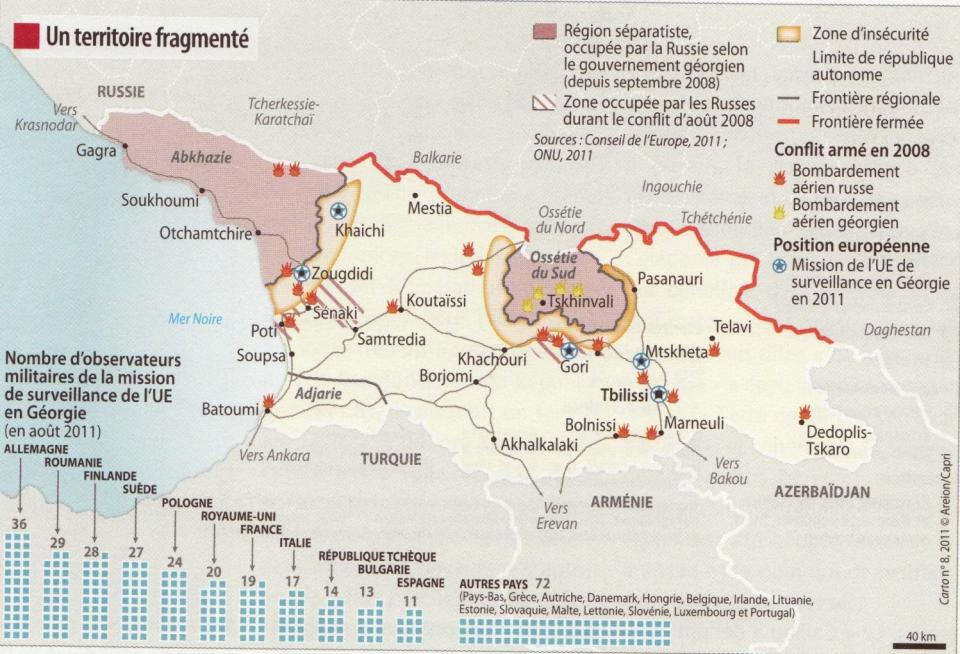 Un territoire fragmenté
Région séparatiste,
occupée par la Russie selon
le gouvernement géorgien
(depuis septembre 2008)
Zone occupée par les Russes
durant le conflit d'août 2008
Sources : Conseil de l'Europe, 2011 ;
ONU, 2011
Zone d'insécurité
Limite de république
autonome
Frontière régionale
Frontière fermée
Conflit armé en 2008
Bombardement
aérien russe
Bombardement
aérien géorgien
Position européenne
Mission de l'UE de
surveillance en Géorgie
en 2011
RUSSIE
Vers
Krasnodar
Tcherkessie-
Karatchaï
Gagra
Abkhazie
Balkarie
Ingouchie
Soukhoumi
Mestia
Ossétie
du Nord
Tchétchénie
Otchamtchire
Khaichi
Ossétie
du Sud
Zougdidi
Pasanauri
Tskhinvali
Koutaïssi
Sénaki
Mer Noire
Poti
Samtredia
Telavi
Daghestan
Soupsa
Khachouri
Gori
Mtskheta
Borjomi
Adjarie
Tbilissi
Batoumi
Bolnissi
Marneuli
Dedoplis-
Tskaro
Akhalkalaki
Vers Ankara
TURQUIE
Vers
Bakou
Vers
Erevan
ARMÉNIE
AZERBAÏDJAN
Nombre d'observateurs
militaires de la mission
de surveillance de l'UE
en Géorgie
(en août 2011)
ALLEMAGNE
36
ROUMANIE
29
FINLANDE
28
SUÈDE
27
POLOGNE
24
ROYAUME-UNI
20
FRANCE
19
ITALIE
17
RÉPUBLIQUE TCHÈQUE
14
BULGARIE
13
ESPAGNE
11
AUTRES PAYS 72
(Pays-Bas, Grèce, Autriche, Danemark, Hongrie, Belgique, Irlande, Lituanie,
Estonie, Slovaquie, Malte, Lettonie, Slovénie, Luxembourg et Portugal)
Carto n° 8, 2011 © Areion/Capri
40 km